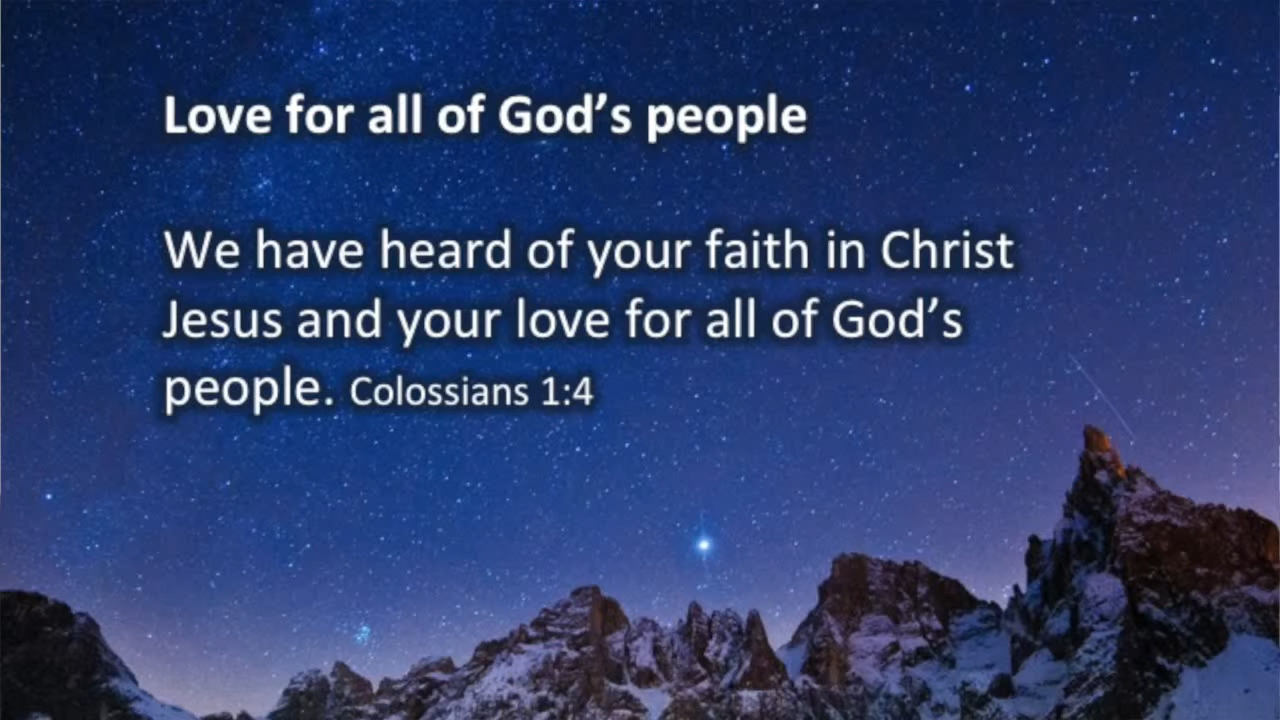 Love for all of God’s people
We have heard of your faith in Christ
Jesus and your love for all of God’s
people. Colossians 1:4